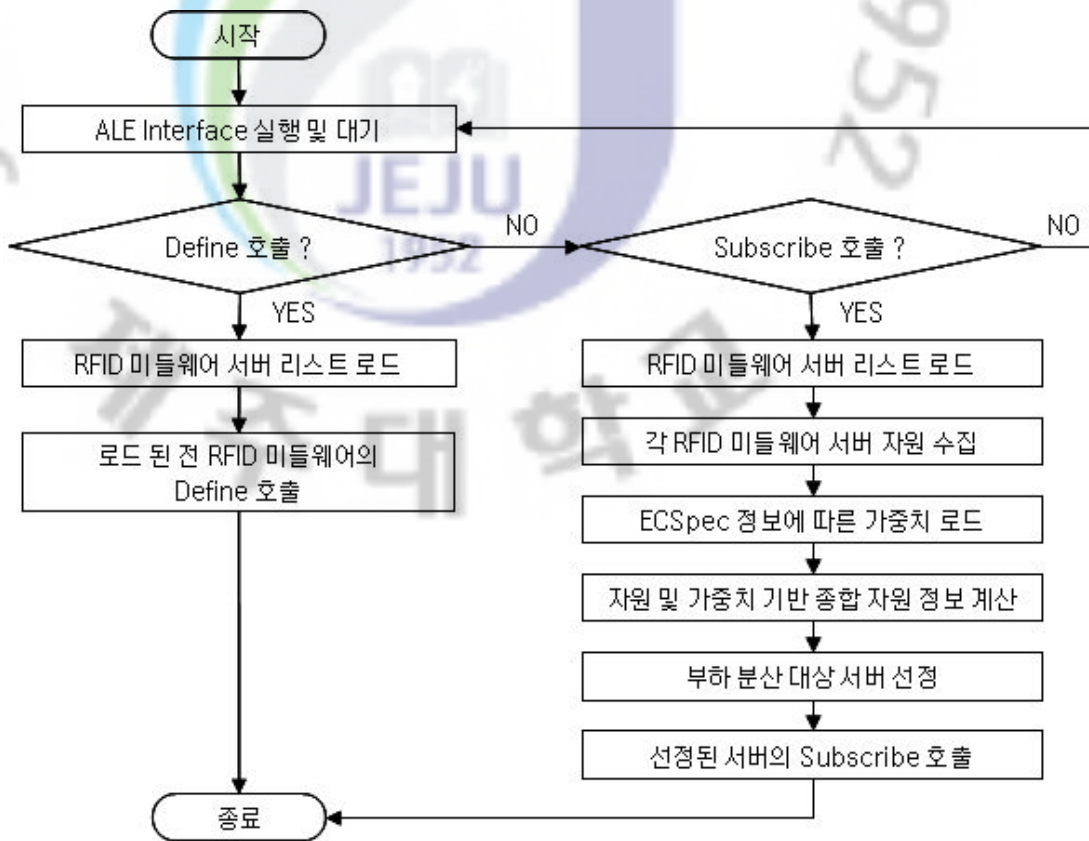 시작
ALE Interface 실행 및 대기
Define 호출 ?
NO
Subscribe 호출 ?
NO
YES
YES
RFID 미들웨어 서버 리스트 로드
RFID 미들웨어 서버 리스트 로드
로드 된 전 RFID 미들웨어의
Define 호출
각 RFID 미들웨어 서버 자원 수집
ECSpec 정보에 따른 가중치 로드
자원 및 가중치 기반 종합 자원 정보 계산
부하 분산 대상 서버 선정
선정된 서버의 Subscribe 호출
종료
JEJU
1952
제주대학교
1952